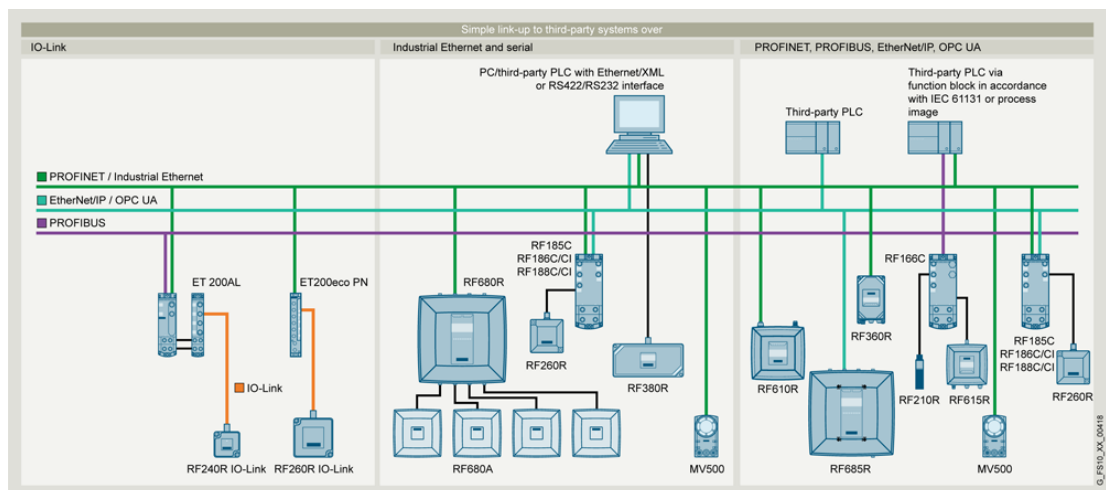 Simple link-up to third-party systems over
IO-Link
Industrial Ethernet and serial
PROFINET, PROFIBUS, EtherNet/IP, OPC UA
PC/third-party PLC with Ethernet/XML
or RS422/RS232 interface
Third-party PLC
Third-party PLC via
function block in accordance
with IEC 61131 or process
image
PROFINET / Industrial Ethernet
EtherNet/IP / OPC UA
PROFIBUS
ET 200AL
ET200eco PN
IO-Link
RF240R IO-Link
RF260R IO-Link
RF680R
RF185C
RF186C/CI
RF188C/CI
RF260R
RF380R
RF680A
MV500
RF610R
RF360R
RF685R
RF166C
RF210R
RF615R
RF185C
RF186C/CI
RF188C/CI
RF260R
MV500
G_FS10_XX_00418